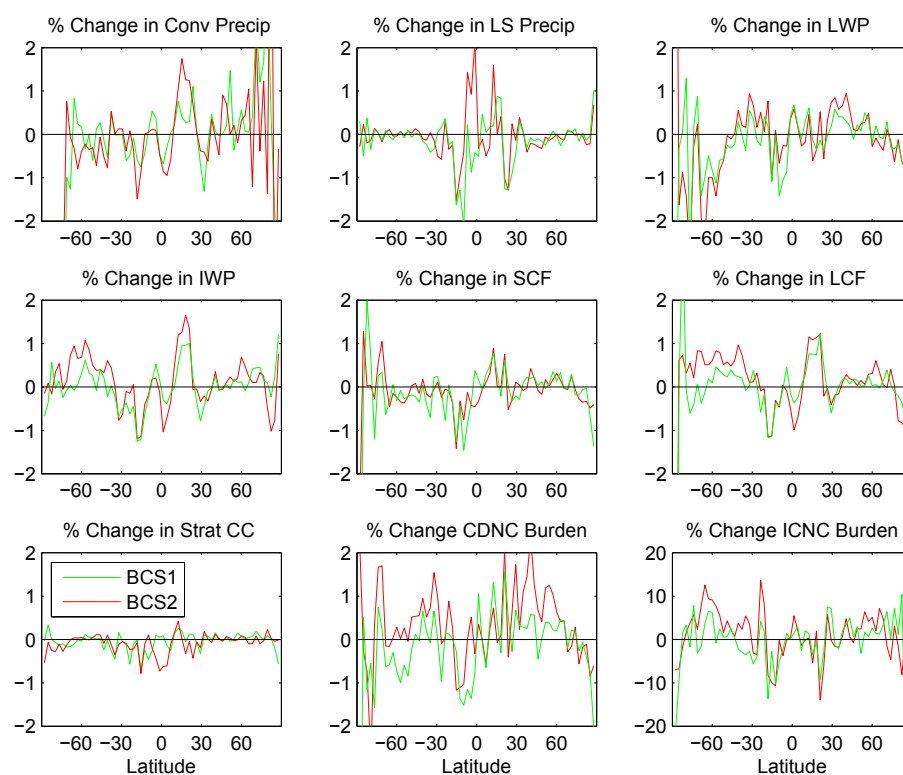 % Change in Conv Precip
% Change in LS Precip
% Change in LWP
2
1
0
−1
−2
−60 −30 0 30 60
2
1
0
−1
−2
−60 −30 0 30 60
2
1
0
−1
−2
−60 −30 0 30 60
% Change in IWP
% Change in SCF
% Change in LCF
2
1
0
−1
−2
−60 −30 0 30 60
2
1
0
−1
−2
−60 −30 0 30 60
2
1
0
−1
−2
−60 −30 0 30 60
% Change in Strat CC
% Change CDNC Burden
% Change ICNC Burden
2
1
0
−1
−2
BCS1
BCS2
−60 −30 0 30 60
Latitude
2
1
0
−1
−2
−60 −30 0 30 60
Latitude
20
10
0
−10
−20
−60 −30 0 30 60
Latitude